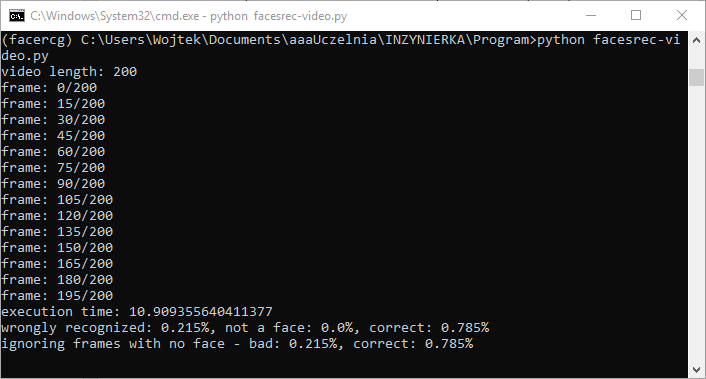 C:\Windows\System32\cmd.exe - python  facesrec-video.py
(facercg) C:\Users\Wojtek\Documents\aaaUczelnia\INZYNIERKA\Program>python facesrec-vi
deo.py
video length: 200
frame: 0/200
frame: 15/200
frame: 30/200
frame: 45/200
frame: 60/200
frame: 75/200
frame: 90/200
frame: 105/200
frame: 120/200
frame: 135/200
frame: 150/200
frame: 165/200
frame: 180/200
frame: 195/200
execution time: 10.909355640411377
wrongly recognized: 0.215%, not a face: 0.0%, correct: 0.785%
ignoring frames with no face - bad: 0.215%, correct: 0.785%